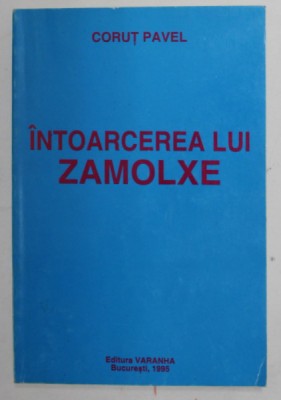 CORUȚ PAVEL
ÎNTOARCEREA LUI
ZAMOLXE
Editura VARANHA
București, 1995